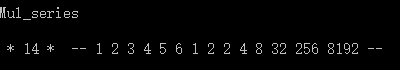 Mul_series
* 14 * -- 1 2 3 4 5 6 1 2 2 4 8 32 256 8192 --